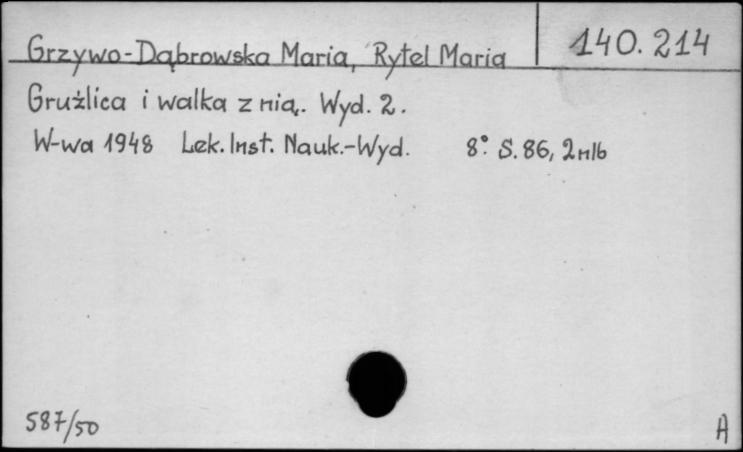 Grzywo-Dąbrowska Maria, Rytel Maria
140.214
Gruźlica i walka z nią. Wyd. 2.
W-wa 1948 Lek. Inst. Nauk.-Wyd. 8° S. 86, 2 nlb
587/50
A